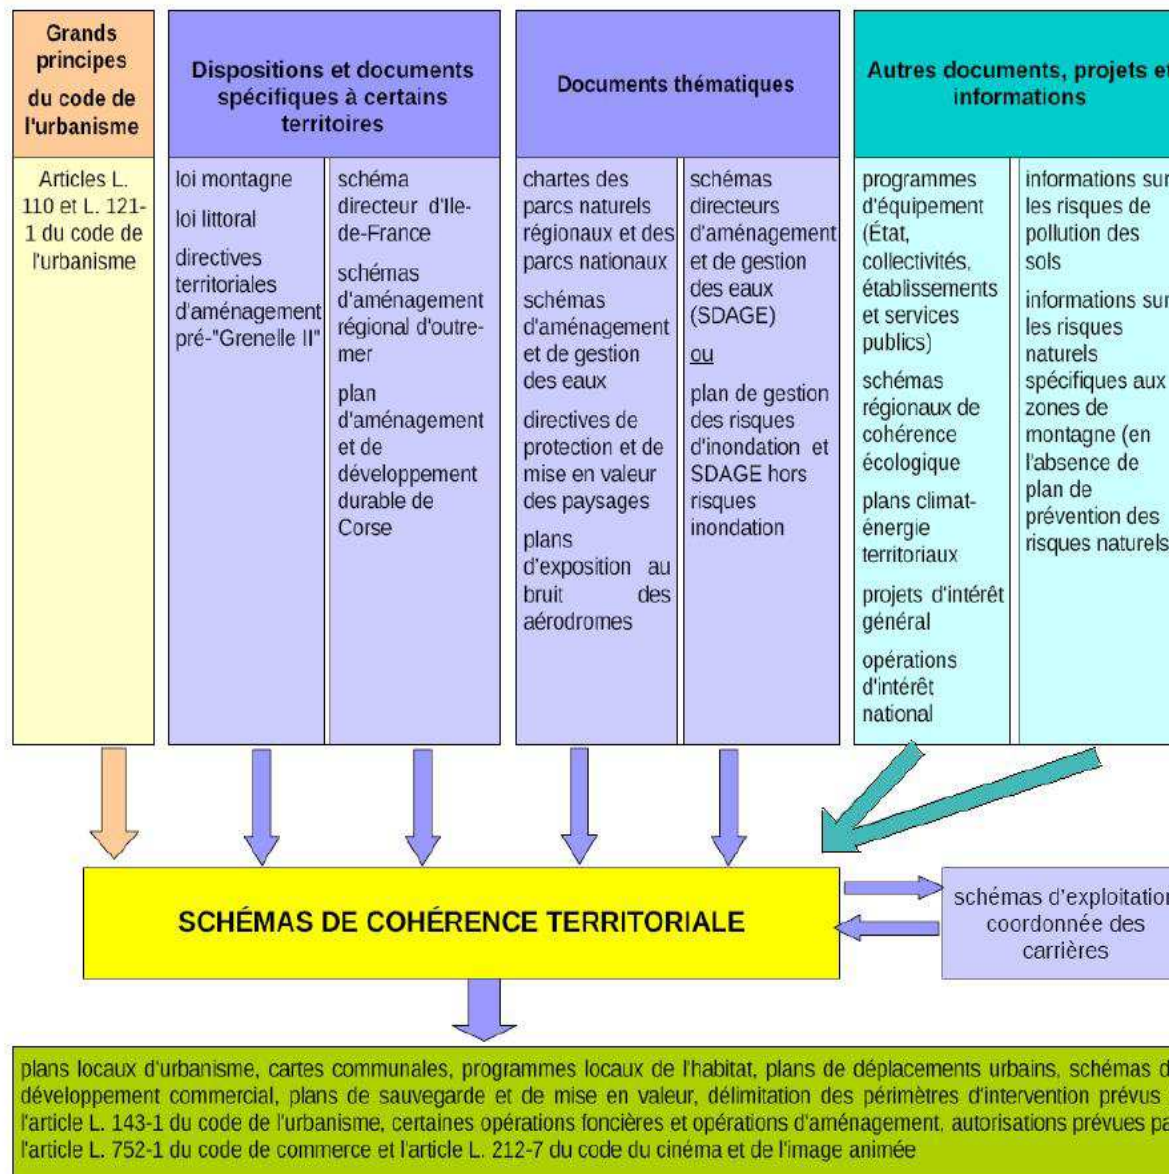 Grands
principes
du code de
l'urbanisme
Articles L.
110 et L. 121-
1 du code de
l'urbanisme
Dispositions et documents
spécifiques à certains
territoires
loi montagne
loi littoral
directives
territoriales
d'aménagement
pré-"Grenelle II"
schéma
directeur d'Ile-
de-France
schémas
d'aménagement
régional d'outre-
mer
plan
d'aménagement
et de
développement
durable de
Corse
Documents thématiques
chartes des
parcs naturels
régionaux et des
parcs nationaux
schémas
d'aménagement
et de gestion
des eaux
directives de
protection et de
mise en valeur
des paysages
plans
d'exposition au
bruit des
aérodromes
schémas
directeurs
d'aménagement
et de gestion
des eaux
(SDAGE)
ou
plan de gestion
des risques
d'inondation et
SDAGE hors
risques
inondation
Autres documents, projets et
informations
programmes
d'équipement
(État,
collectivités,
établissements
et services
publics)
schémas
régionaux de
cohérence
écologique
plans climat-
énergie
territoriaux
projets d'intérêt
général
opérations
d'intérêt
national
informations sur
les risques de
pollution des
sols
informations sur
les risques
naturels
spécifiques aux
zones de
montagne (en
l'absence de
plan de
prévention des
risques naturels
SCHÉMAS DE COHÉRENCE TERRITORIALE
schémas d'exploitation
coordonnée des
carrières
plans locaux d'urbanisme, cartes communales, programmes locaux de l'habitat, plans de déplacements urbains, schémas d
développement commercial, plans de sauvegarde et de mise en valeur, délimitation des périmètres d'intervention prévus
l'article L. 143-1 du code de l'urbanisme, certaines opérations foncières et opérations d'aménagement, autorisations prévues pa
l'article L. 752-1 du code de commerce et l'article L. 212-7 du code du cinéma et de l'image animée